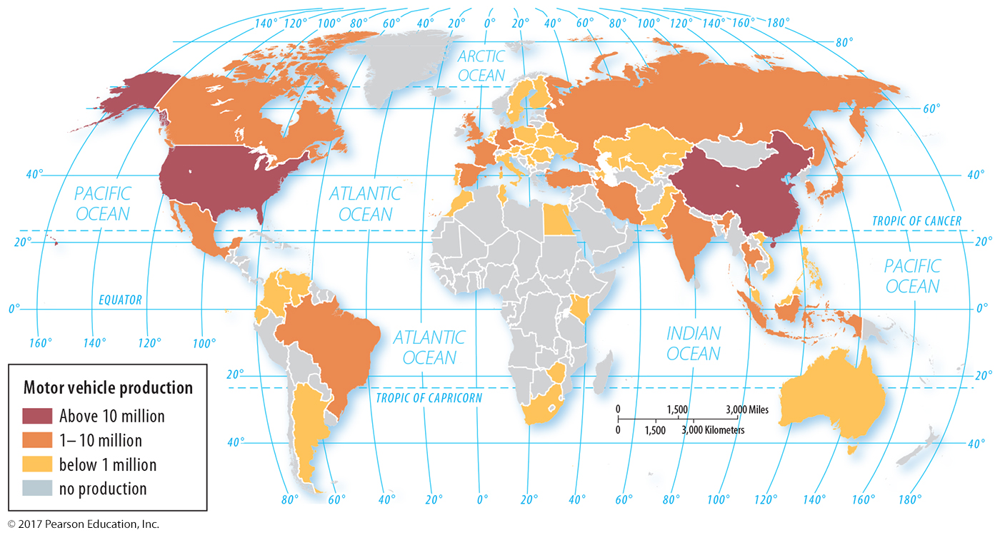 140° 120° 100° 80° 60° 40° 20° 0° 20° 40° 60° 80° 100° 120° 140° 160° 180°
80°
ARCTIC
OCEAN
60°
40°
40°
PACIFIC
OCEAN
ATLANTIC
OCEAN
TROPIC OF CANCER
20°
20°
PACIFIC
OCEAN
EQUATOR
0°
0°
160° 140° 120° 100°
ATLANTIC
OCEAN
INDIAN
OCEAN
20°
20°
TROPIC OF CAPRICORN
0 1,500 3,000 Miles
0 1,500 3,000 Kilometers
40°
40°
80° 60° 40° 20° 0° 20° 40° 60° 80° 100° 120° 140° 160° 180°
Motor vehicle production
Above 10 million
1– 10 million
below 1 million
no production
© 2017 Pearson Education, Inc.